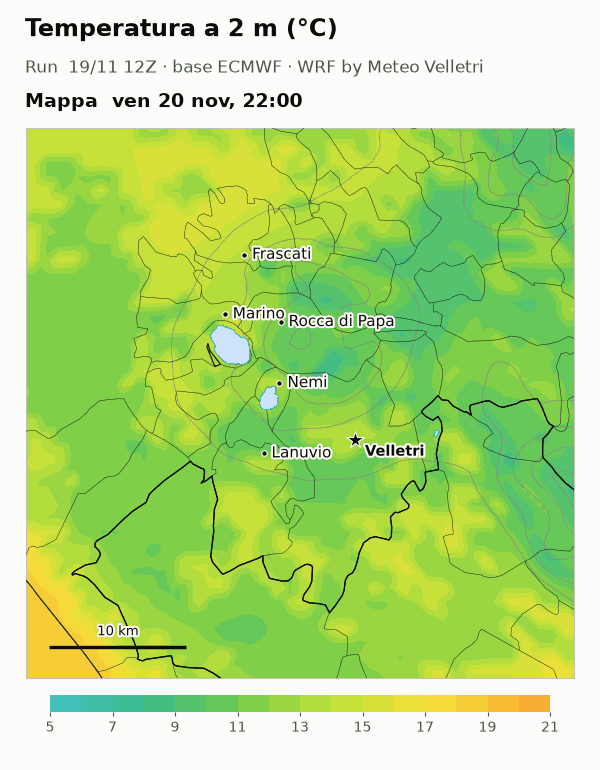 Temperatura a 2 m (°C)
Run  19/11 12Z · base ECMWF · WRF by Meteo Velletri
Mappa  ven 20 nov, 22:00
Frascati
Marino
Rocca di Papa
Nemi
Velletri
Lanuvio
10 km
5 7 9 11 13 15 17 19 21